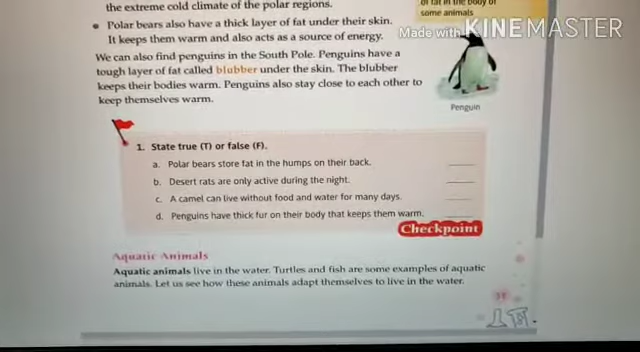 the extreme cold climate of the polar regions.
of fat in the body of
some animals
• Polar bears also have a thick layer of fat under their skin.
It keeps them warm and also acts as a source of energy.
Made with KINEMASTER
We can also find penguins in the South Pole. Penguins have a
tough layer of fat called blubber under the skin. The blubber
keeps their bodies warm. Penguins also stay close to each other to
keep themselves warm.
Penguin
1. State true (T) or false (F).
a. Polar bears store fat in the humps on their back.
b. Desert rats are only active during the night.
c. A camel can live without food and water for many days.
d. Penguins have thick fur on their body that keeps them warm.
Checkpoint
Aquatic Animals
Aquatic animals live in the water. Turtles and fish are some examples of aquatic
animals. Let us see how these animals adapt themselves to live in the water.